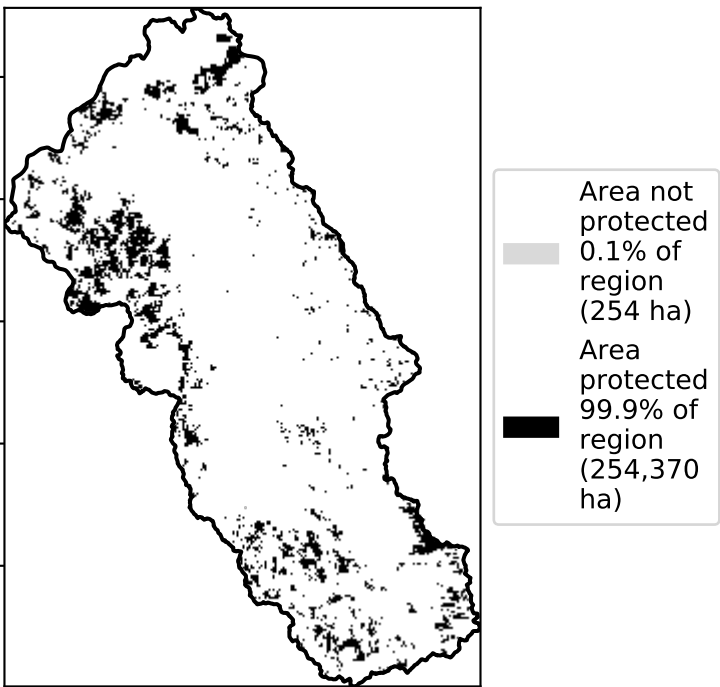 Area not
protected
0.1% of
region
(254 ha)
Area
protected
99.9% of
region
(254,370
ha)